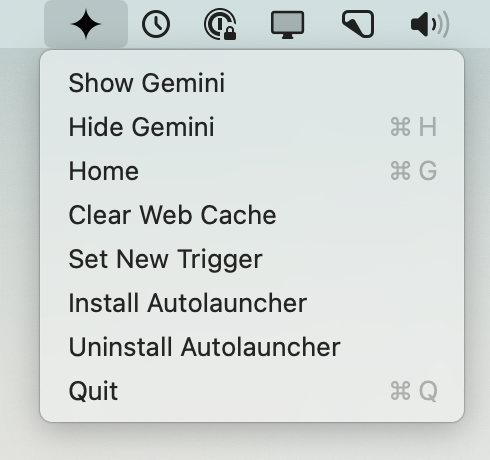 Show Gemini
Hide Gemini ⌘ H
Home ⌘ G
Clear Web Cache
Set New Trigger
Install Autolauncher
Uninstall Autolauncher
Quit ⌘ Q